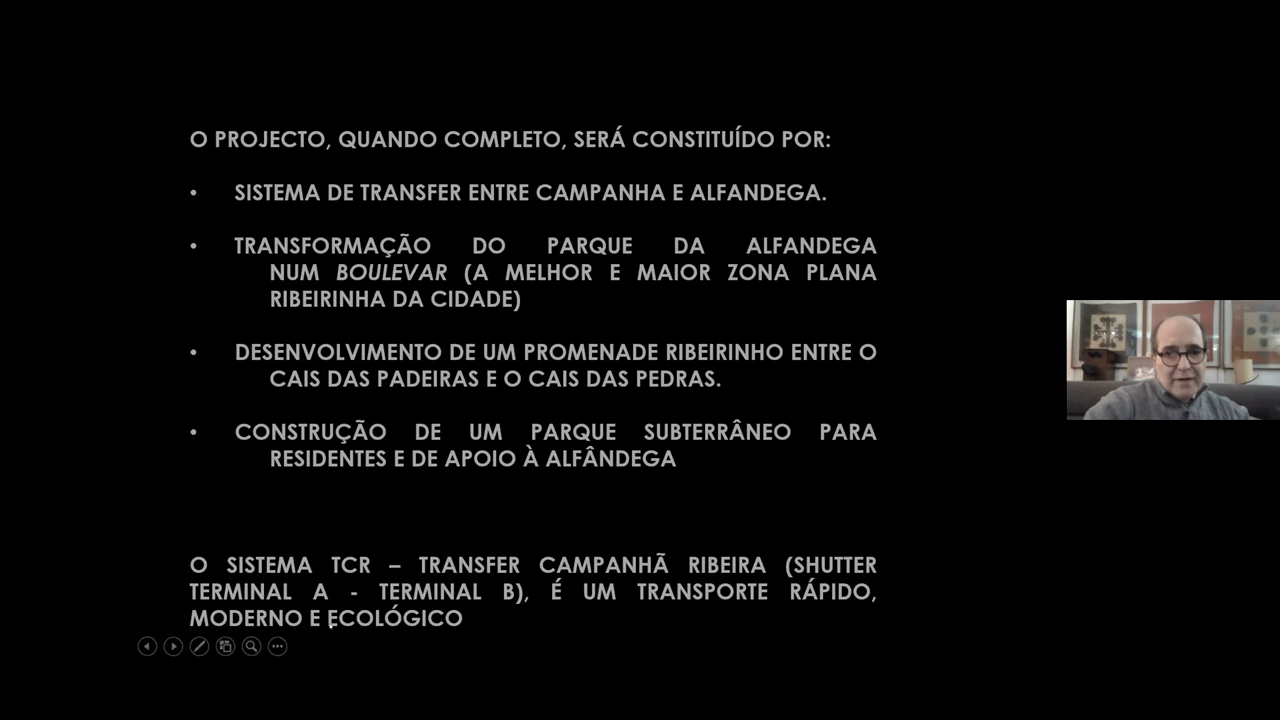 O PROJECTO, QUANDO COMPLETO, SERÁ CONSTITUÍDO POR:
• SISTEMA DE TRANSFER ENTRE CAMPANHA E ALFANDEGA.
• TRANSFORMAÇÃO DO PARQUE DA ALFANDEGA
NUM BOULEVAR (A MELHOR E MAIOR ZONA PLANA
RIBEIRINHA DA CIDADE)
• DESENVOLVIMENTO DE UM PROMENADE RIBEIRINHO ENTRE O
CAIS DAS PADEIRAS E O CAIS DAS PEDRAS.
• CONSTRUÇÃO DE UM PARQUE SUBTERRÂNEO PARA
RESIDENTES E DE APOIO À ALFÂNDEGA
O SISTEMA TCR – TRANSFER CAMPANHÃ RIBEIRA (SHUTTER
TERMINAL A - TERMINAL B), É UM TRANSPORTE RÁPIDO,
MODERNO E ECOLÓGICO